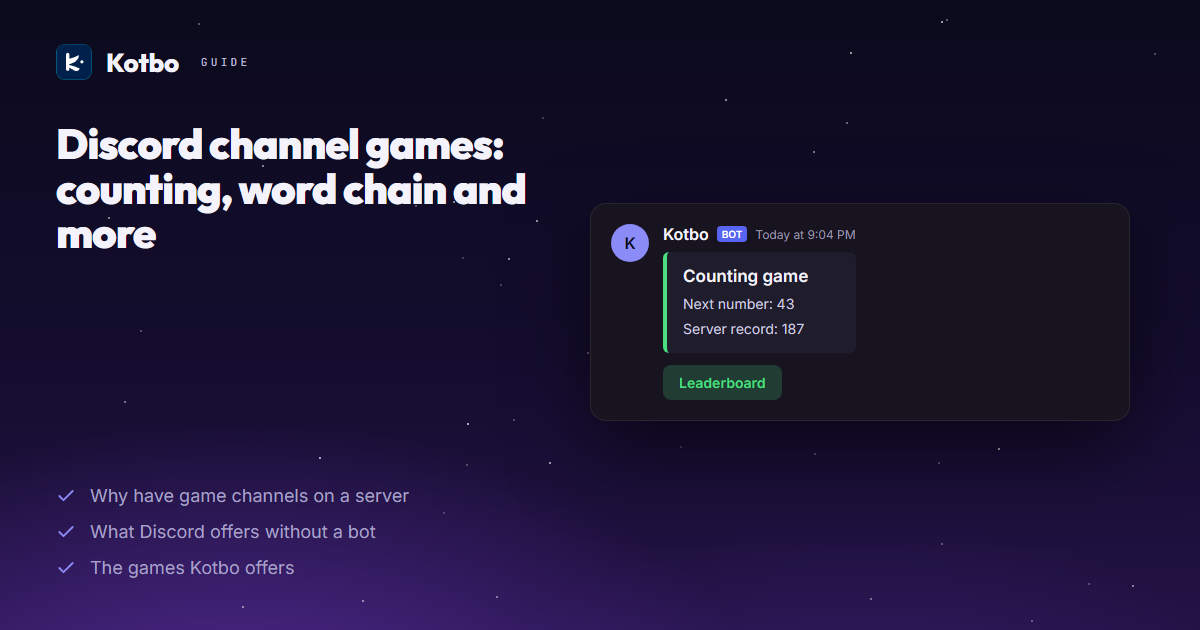 Kotbo GUIDE
Discord channel games:
counting, word chain and
more
K
Kotbo BOT Today at 9:04 PM
Counting game
Next number: 43
Server record: 187
Leaderboard
Why have game channels on a server
What Discord offers without a bot
The games Kotbo offers